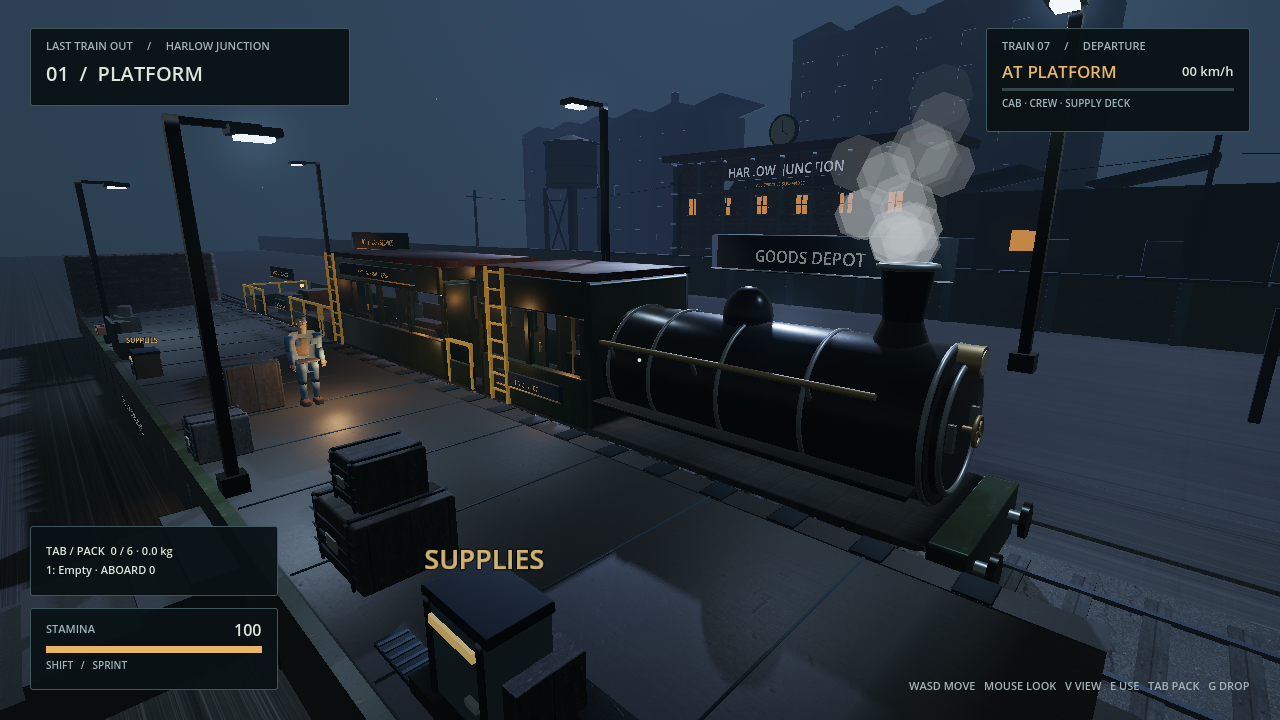 LAST TRAIN OUT / HARLOW JUNCTION
01 / PLATFORM
TRAIN 07 / DEPARTURE
AT PLATFORM 00 km/h
CAB · CREW · SUPPLY DECK
HARLOW JUNCTION
GOODS DEPOT
SUPPLIES
SUPPLIES
TAB / PACK 0 / 6 · 0.0 kg
1: Empty · ABOARD 0
STAMINA 100
SHIFT / SPRINT
WASD MOVE MOUSE LOOK V VIEW E USE TAB PACK G DROP